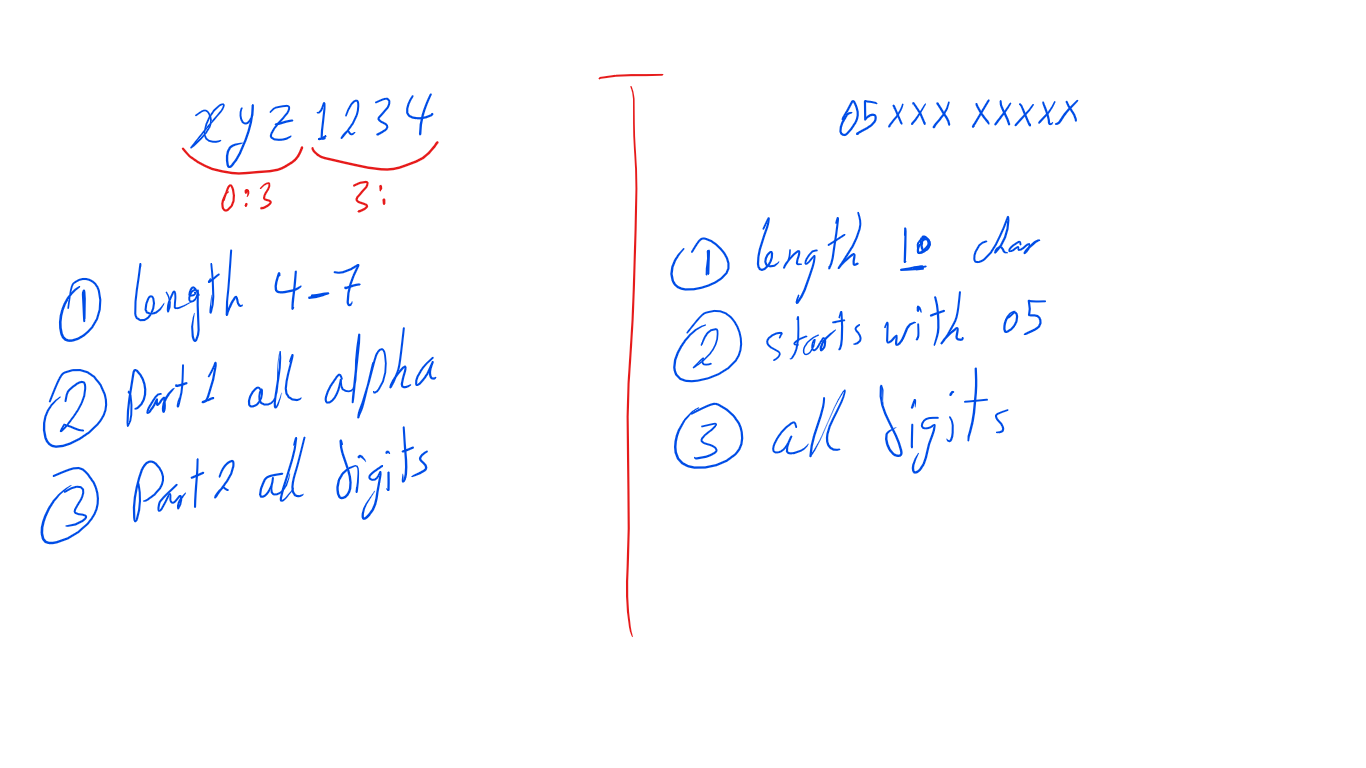 xyz1234
0:3 3:
① length 4-7
② Part 1 all alpha
③ Part 2 all digits
05xxx xxxxx
① length 10 char
② starts with 05
③ all digits